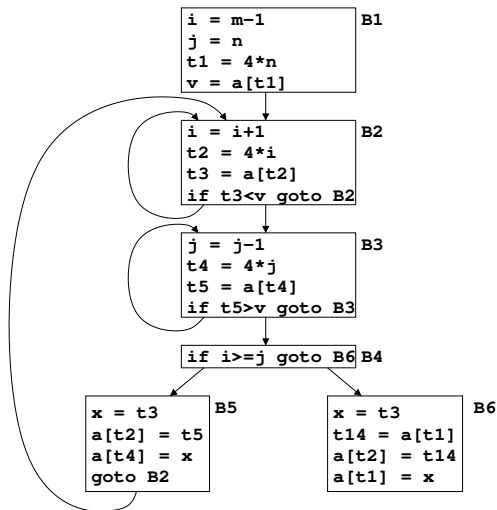 i = m-1
j = n
t1 = 4*n
v = a[t1]
B1
i = i+1
t2 = 4*i
t3 = a[t2]
if t3<v goto B2
B2
j = j-1
t4 = 4*j
t5 = a[t4]
if t5>v goto B3
B3
if i>=j goto B6
B4
x = t3
a[t2] = t5
a[t4] = x
goto B2
B5
x = t3
t14 = a[t1]
a[t2] = t14
a[t1] = x
B6